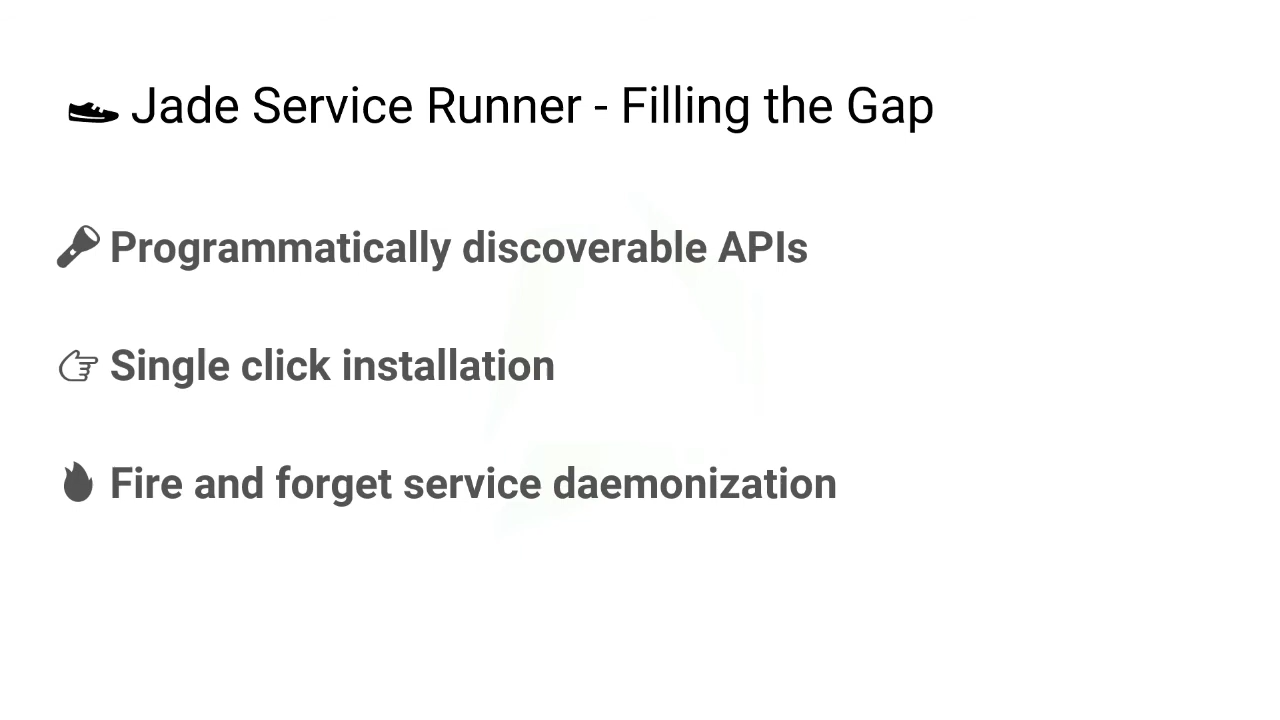 👞 Jade Service Runner - Filling the Gap
🔦 Programmatically discoverable APIs
👉 Single click installation
🔥 Fire and forget service daemonization